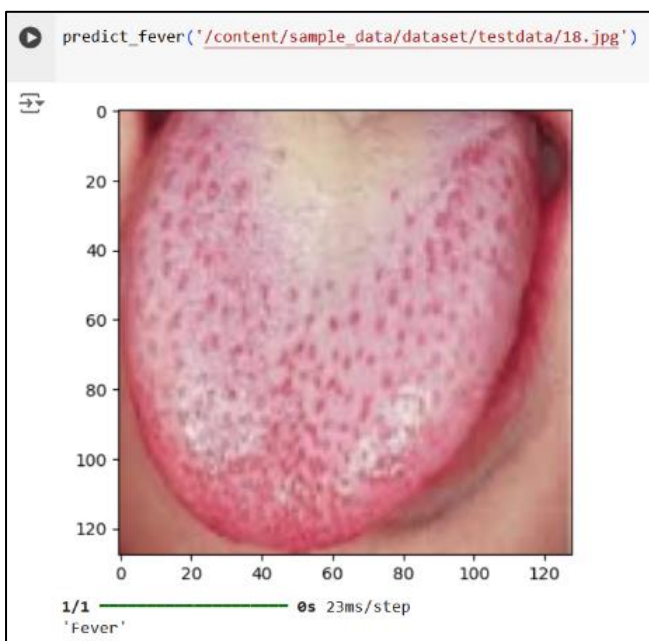 predict_fever('/content/sample_data/dataset/testdata/18.jpg')
0
20
40
60
80
100
120
0 20 40 60 80 100 120
1/1 ━━━━━━━━━━━━━━━━━━━━ 0s 23ms/step
'Fever'